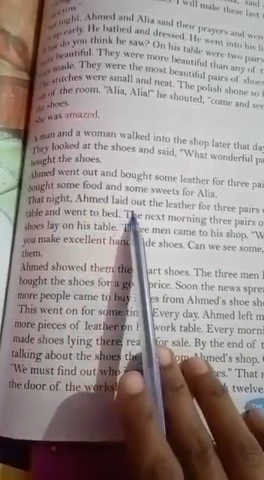 I will make these last
row."
night, Ahmed and Alia said their prayers and wen
up early. He bathed and dressed. He went into his
do you think he saw? On his table were two pairs
beautiful. They were more beautiful than any of
made. They were the most beautiful pairs of shoes
stitches were small and neat. The polish shone so
of the room. "Alia, Alia!" he shouted, "come and see
shoes.
She was amazed.
A man and a woman walked into the shop later that day
They looked at the shoes and said, "What wonderful pa
bought the shoes.
Ahmed went out and bought some leather for three pai
bought some food and some sweets for Alia.
That night, Ahmed laid out the leather for three pairs
table and went to bed. The next morning three pairs o
shoes lay on his table. men came to his shop. "W
you make excellent hand de shoes. Can we see some,
them.
Ahmed showed them the art shoes. The three men
bought the shoes for a go price. Soon the news sprea
more people came to buy es from Ahmed's shoe sh
This went on for some tim Every day, Ahmed left m
more pieces of leather on work table. Every morni
made shoes lying there, rea for sale. By the end of t
talking about the shoes the om Ahmed's shop.
"We must find out who es." That
the door of the works twelve